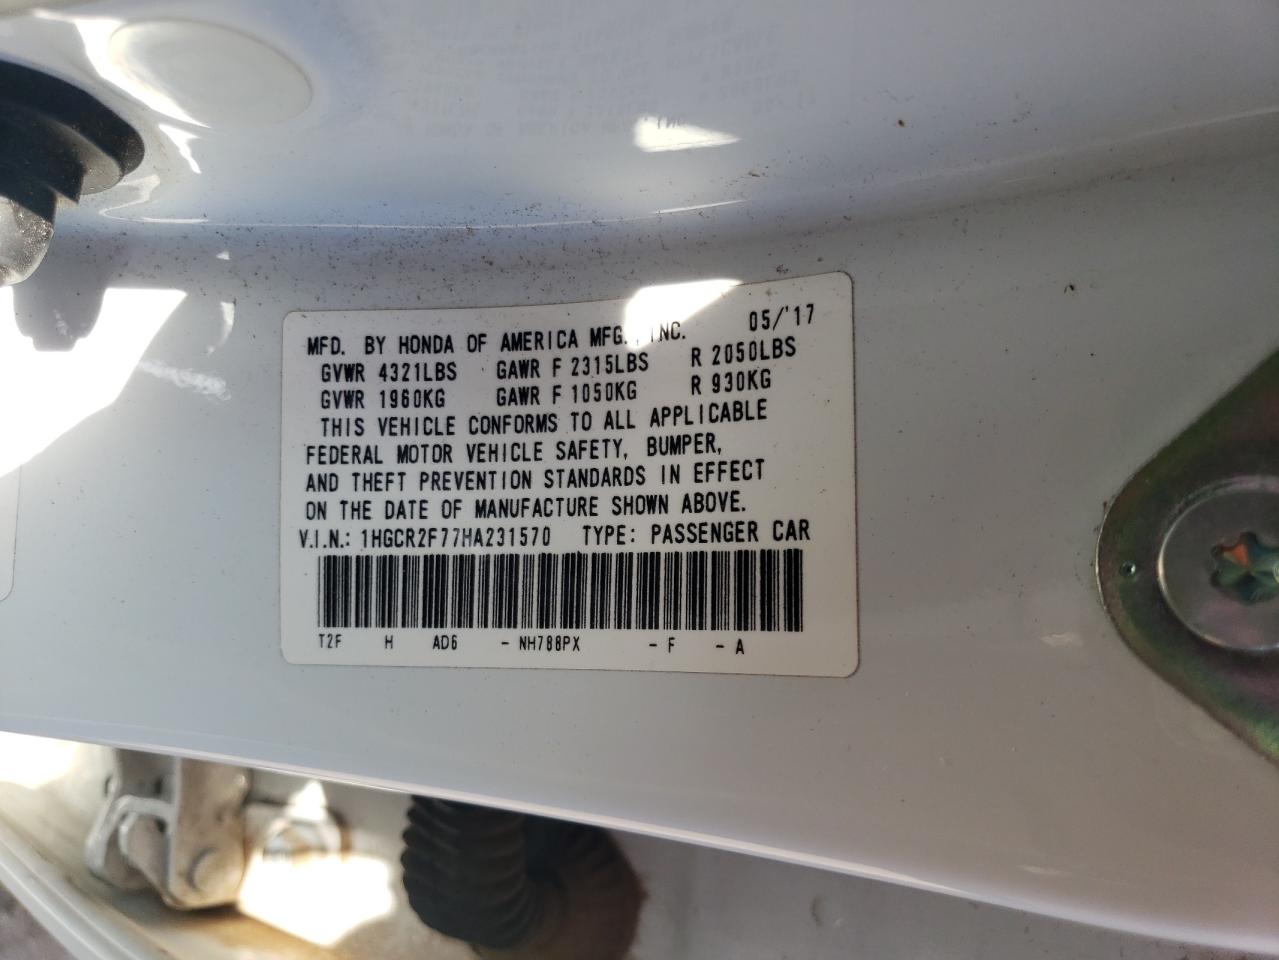 MFD. BY HONDA OF AMERICA MFG., INC. 05/'17
GVWR 4321LBS GAWR F 2315LBS R 2050LBS
GVWR 1960KG GAWR F 1050KG R 930KG
THIS VEHICLE CONFORMS TO ALL APPLICABLE
FEDERAL MOTOR VEHICLE SAFETY, BUMPER,
AND THEFT PREVENTION STANDARDS IN EFFECT
ON THE DATE OF MANUFACTURE SHOWN ABOVE.
V.I.N.: 1HGCR2F77HA231570 TYPE: PASSENGER CAR
T2F H AD6 - NH788PX - F - A